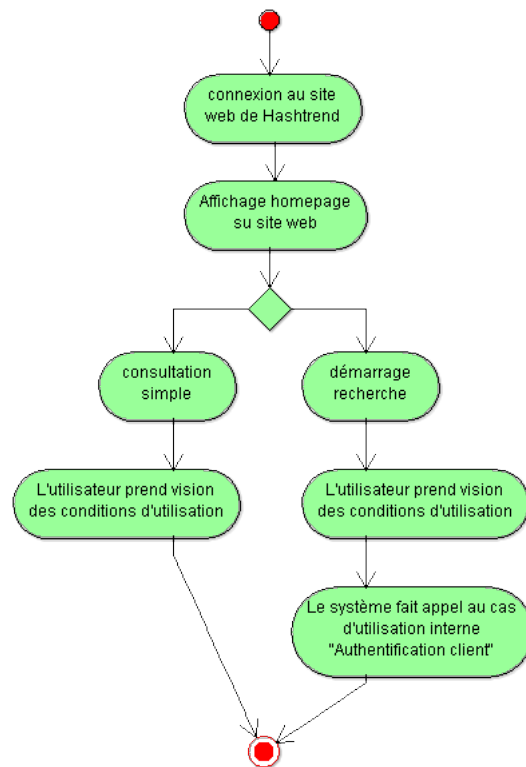 connexion au site
web de Hashtrend
Affichage homepage
su site web
consultation
simple
démarrage
recherche
L'utilisateur prend vision
des conditions d'utilisation
L'utilisateur prend vision
des conditions d'utilisation
Le système fait appel au cas
d'utilisation interne
"Authentification client"